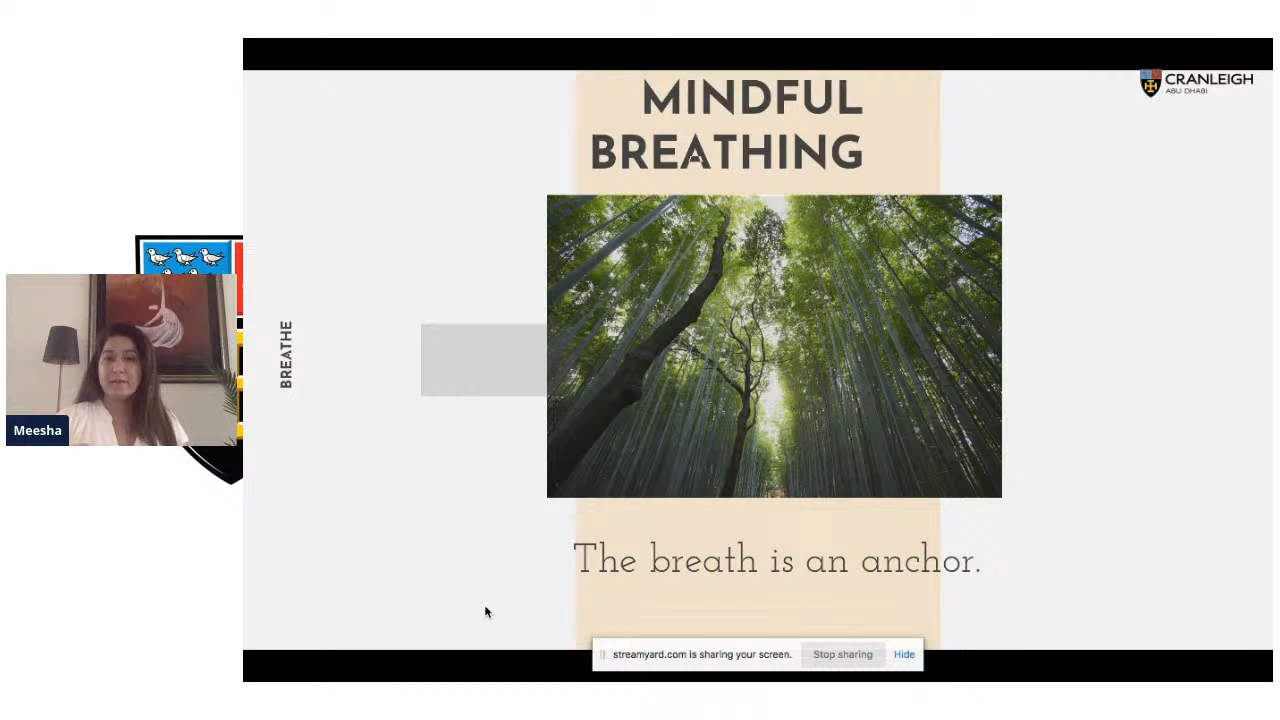 MINDFUL
BREATHING
CRANLEIGH
ABU DHABI
BREATHE
Meesha
The breath is an anchor.
streamyard.com is sharing your screen.
Stop sharing
Hide